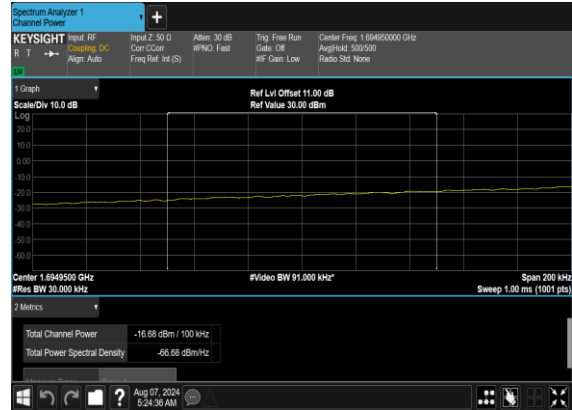 Spectrum Analyzer 1
Channel Power
+
KEYSIGHT Input: RF Input Z: 50 Ω Atten: 30 dB Trig: Free Run Center Freq: 1.694950000 GHz
R T Coupling: DC Corr CCorr #PNO: Fast Gate: Off Avg|Hold: 500/500
Align: Auto Freq Ref: Int (S) #IF Gain: Low Radio Std: None
LM
1 Graph
Ref Lvl Offset 11.00 dB
Scale/Div 10.0 dB Ref Value 30.00 dBm
Log
20.0
10.0
0.00
-10.0
-20.0
-30.0
-40.0
-50.0
-60.0
Center 1.6949500 GHz #Video BW 91.000 kHz* Span 200 kHz
#Res BW 30.000 kHz Sweep 1.00 ms (1001 pts)
2 Metrics
Total Channel Power -16.68 dBm / 100 kHz
Total Power Spectral Density -66.68 dBm/Hz
? Aug 07, 2024
5:24:36 AM